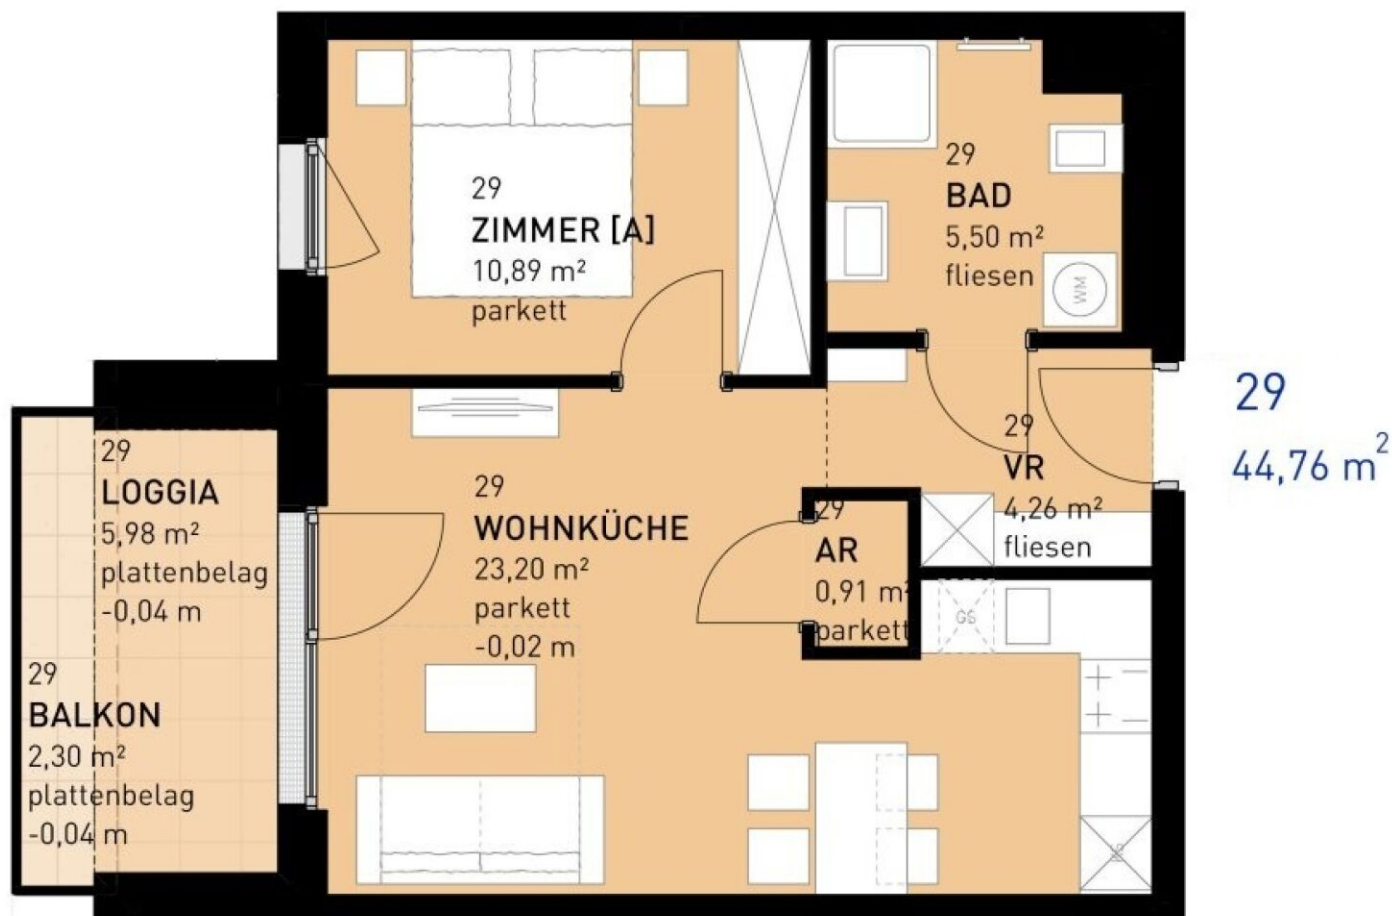 29
ZIMMER [A]
10,89 m²
parkett
29
BAD
5,50 m²
fliesen
WM
29
44,76 m²
29
VR
4,26 m²
fliesen
29
LOGGIA
5,98 m²
plattenbelag
-0,04 m
29
WOHNKÜCHE
23,20 m²
parkett
-0,02 m
29
AR
0,91 m²
parkett
GS
29
BALKON
2,30 m²
plattenbelag
-0,04 m